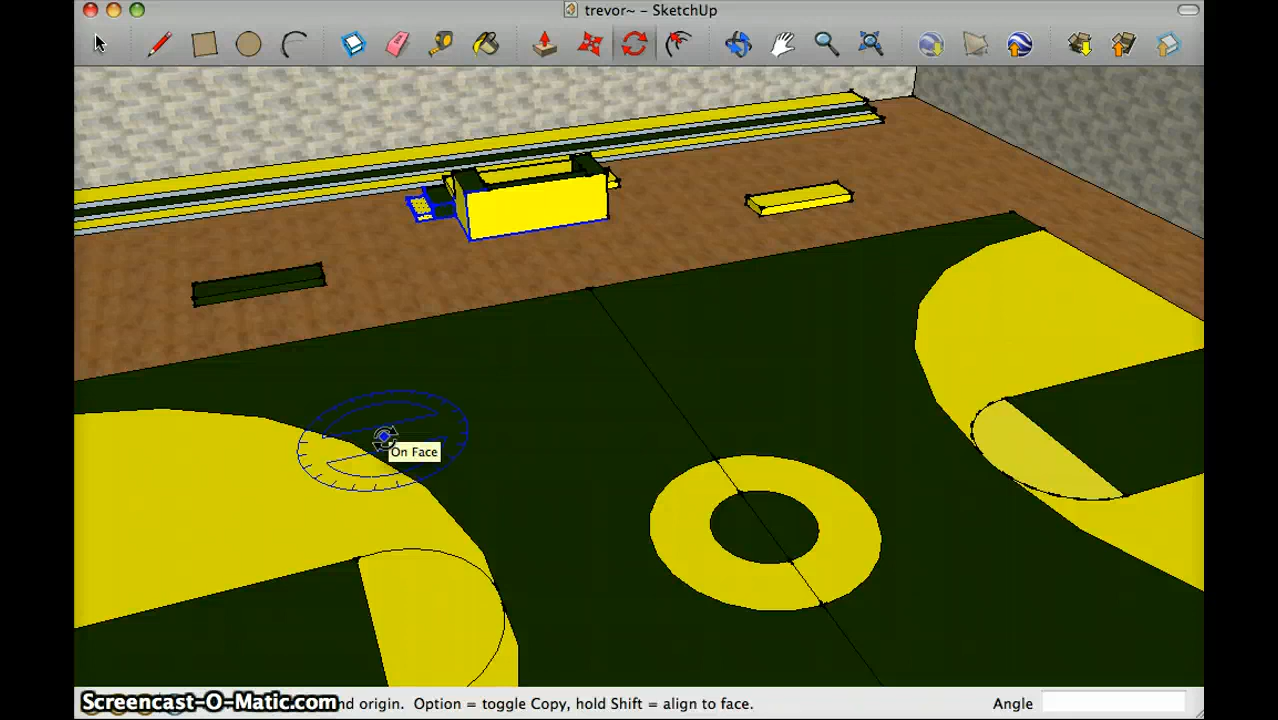 trevor~ - SketchUp
On Face
Screencast-O-Matic.com nd origin. Option = toggle Copy, hold Shift = align to face. Angle